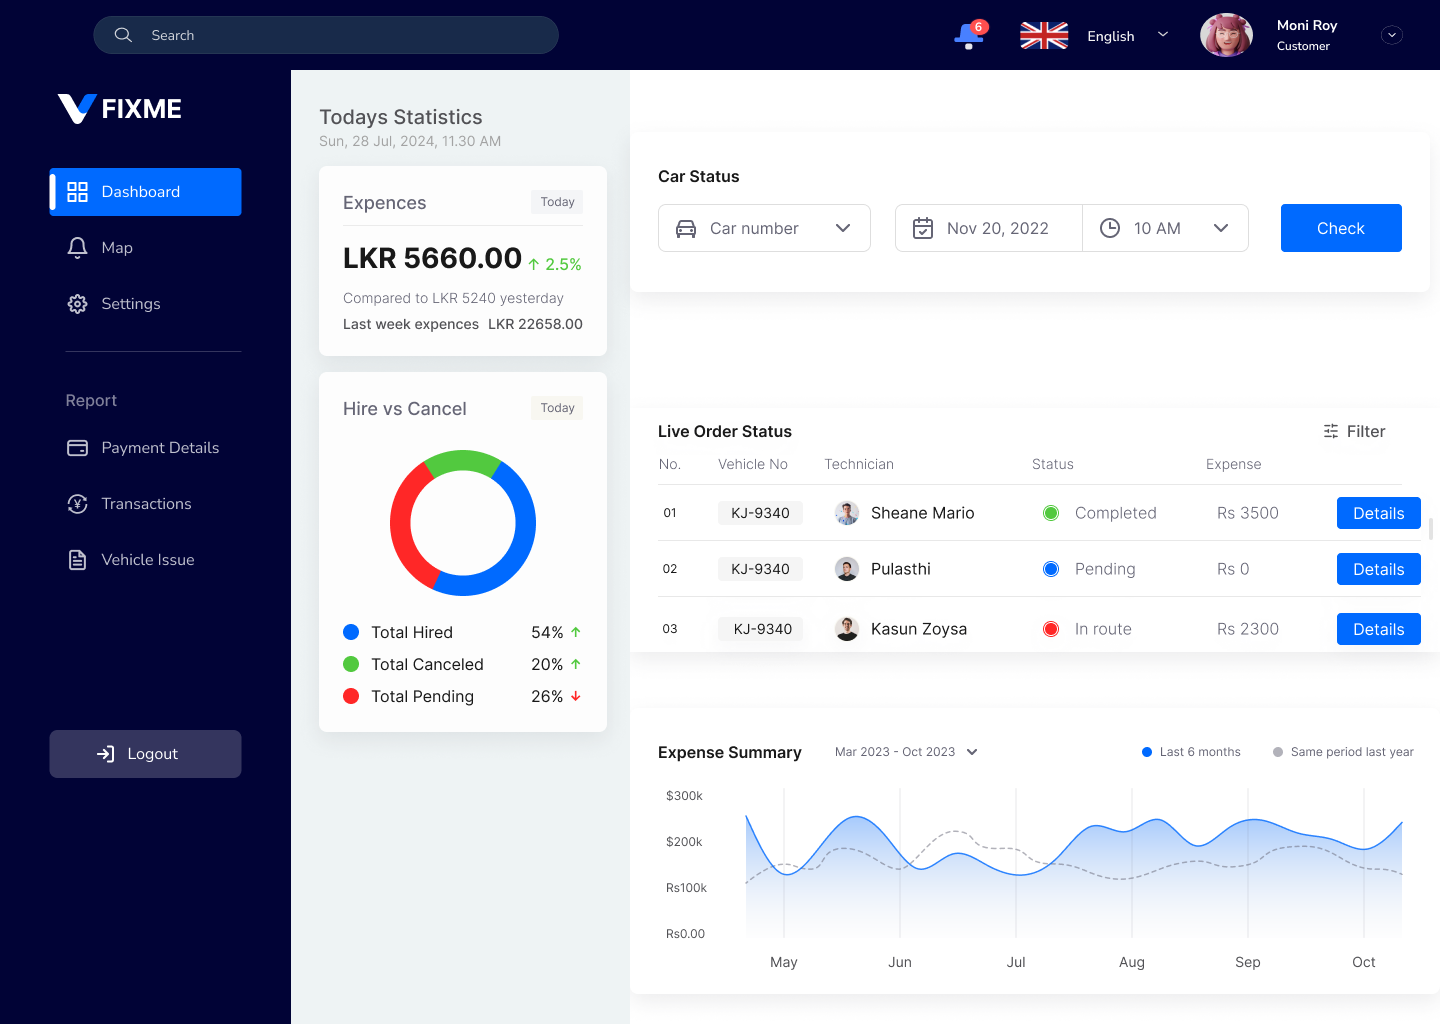 Search
6
English
Moni Roy
Customer
FIXME
Dashboard
Map
Settings
Report
Payment Details
Transactions
Vehicle Issue
Logout
Todays Statistics
Sun, 28 Jul, 2024, 11.30 AM
Expences
Today
LKR 5660.00
2.5%
Compared to LKR 5240 yesterday
Last week expences LKR 22658.00
Hire vs Cancel
Today
Total Hired 54%
Total Canceled 20%
Total Pending 26%
Car Status
Car number
Nov 20, 2022
10 AM
Check
Live Order Status
Filter
No. Vehicle No Technician Status Expense
01 KJ-9340 Sheane Mario Completed Rs 3500 Details
02 KJ-9340 Pulasthi Pending Rs 0 Details
03 KJ-9340 Kasun Zoysa In route Rs 2300 Details
Expense Summary
Mar 2023 - Oct 2023
Last 6 months
Same period last year
$300k
$200k
Rs100k
Rs0.00
May Jun Jul Aug Sep Oct